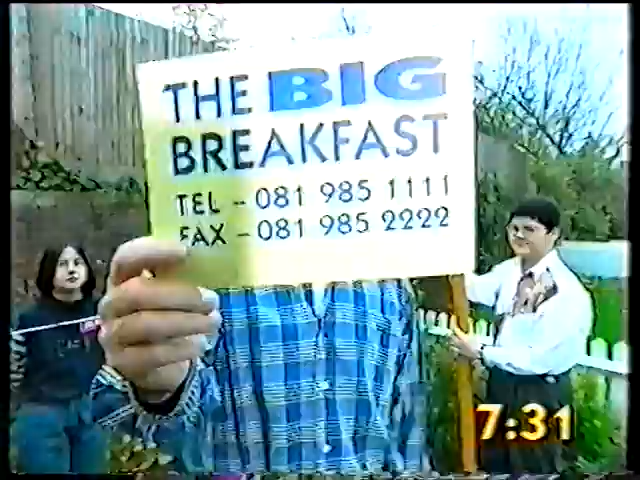 THE BIG
BREAKFAST
TEL - 081 985 1111
FAX - 081 985 2222
7:31